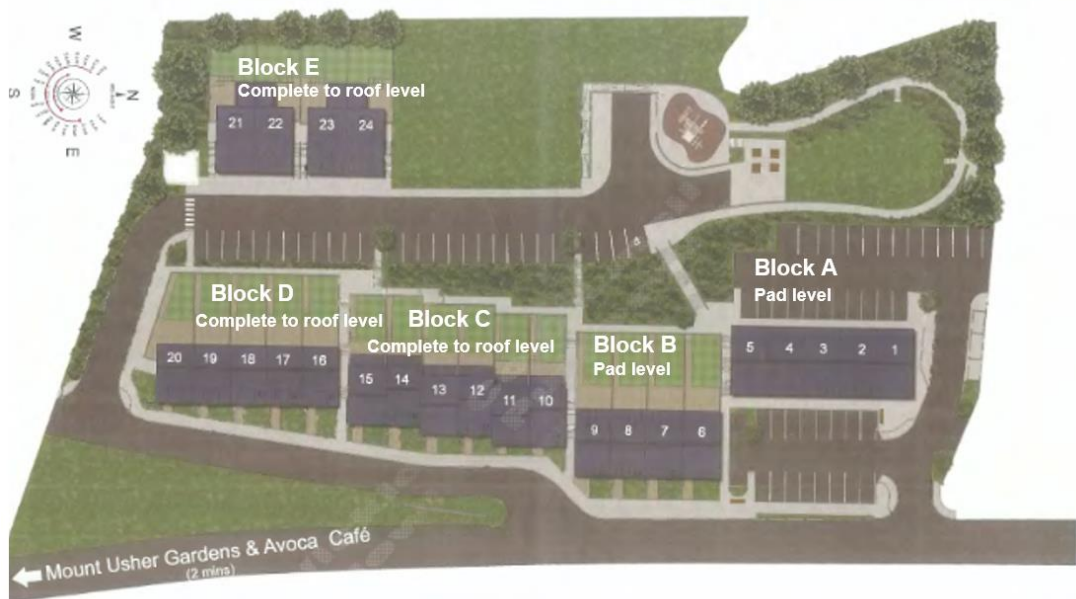 W
S
N
E
Block E
Complete to roof level
21 22 23 24
Block A
Pad level
Block D
Complete to roof level
Block C
Complete to roof level
Block B
Pad level
5 4 3 2 1
20 19 18 17 16
15 14 13 12 11 10
9 8 7 6
Mount Usher Gardens & Avoca Café
(2 mins)